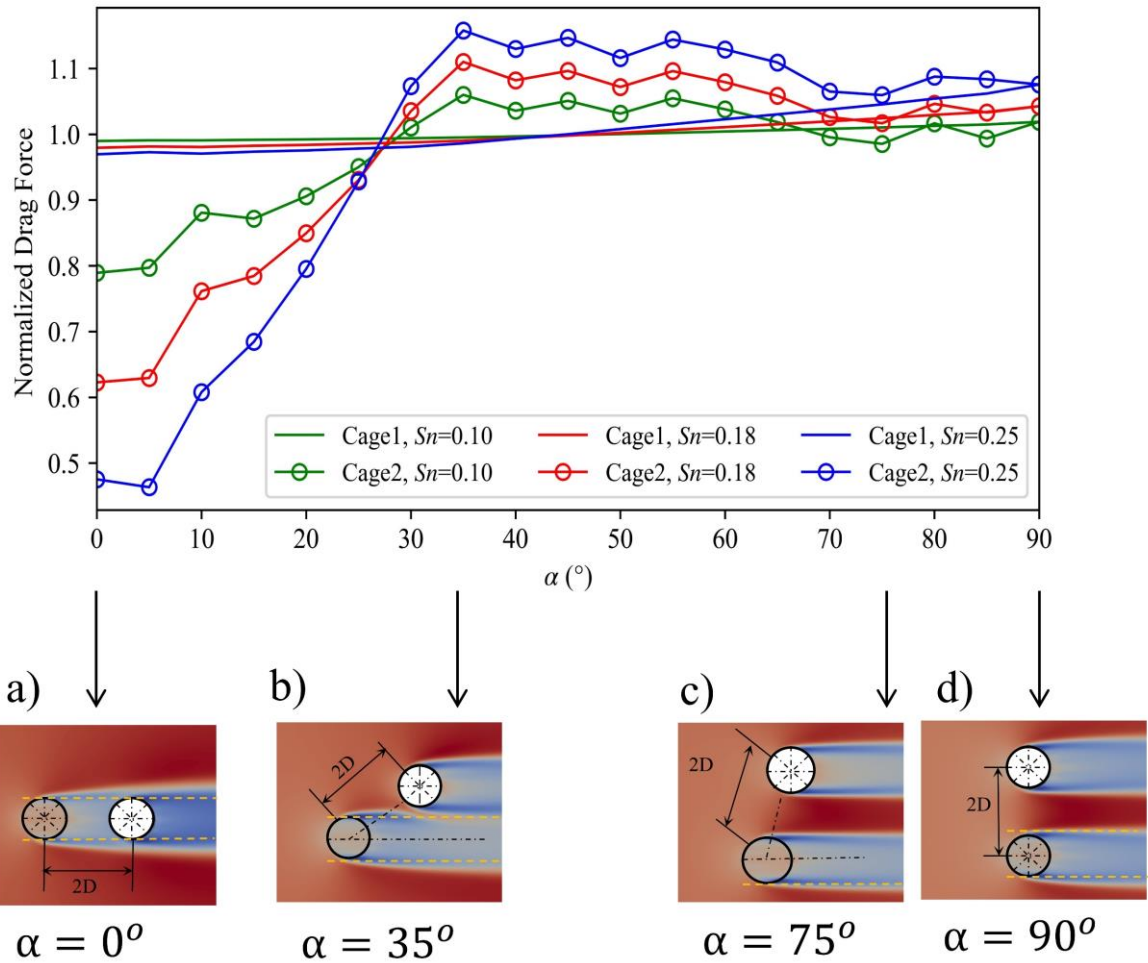 Normalized Drag Force
1.1
1.0
0.9
0.8
0.7
0.6
0.5
Cage1, Sn=0.10 Cage1, Sn=0.18 Cage1, Sn=0.25
Cage2, Sn=0.10 Cage2, Sn=0.18 Cage2, Sn=0.25
0 10 20 30 40 50 60 70 80 90
α (°)
a) b) c) d)
2D 2D 2D 2D
α = 0° α = 35° α = 75° α = 90°